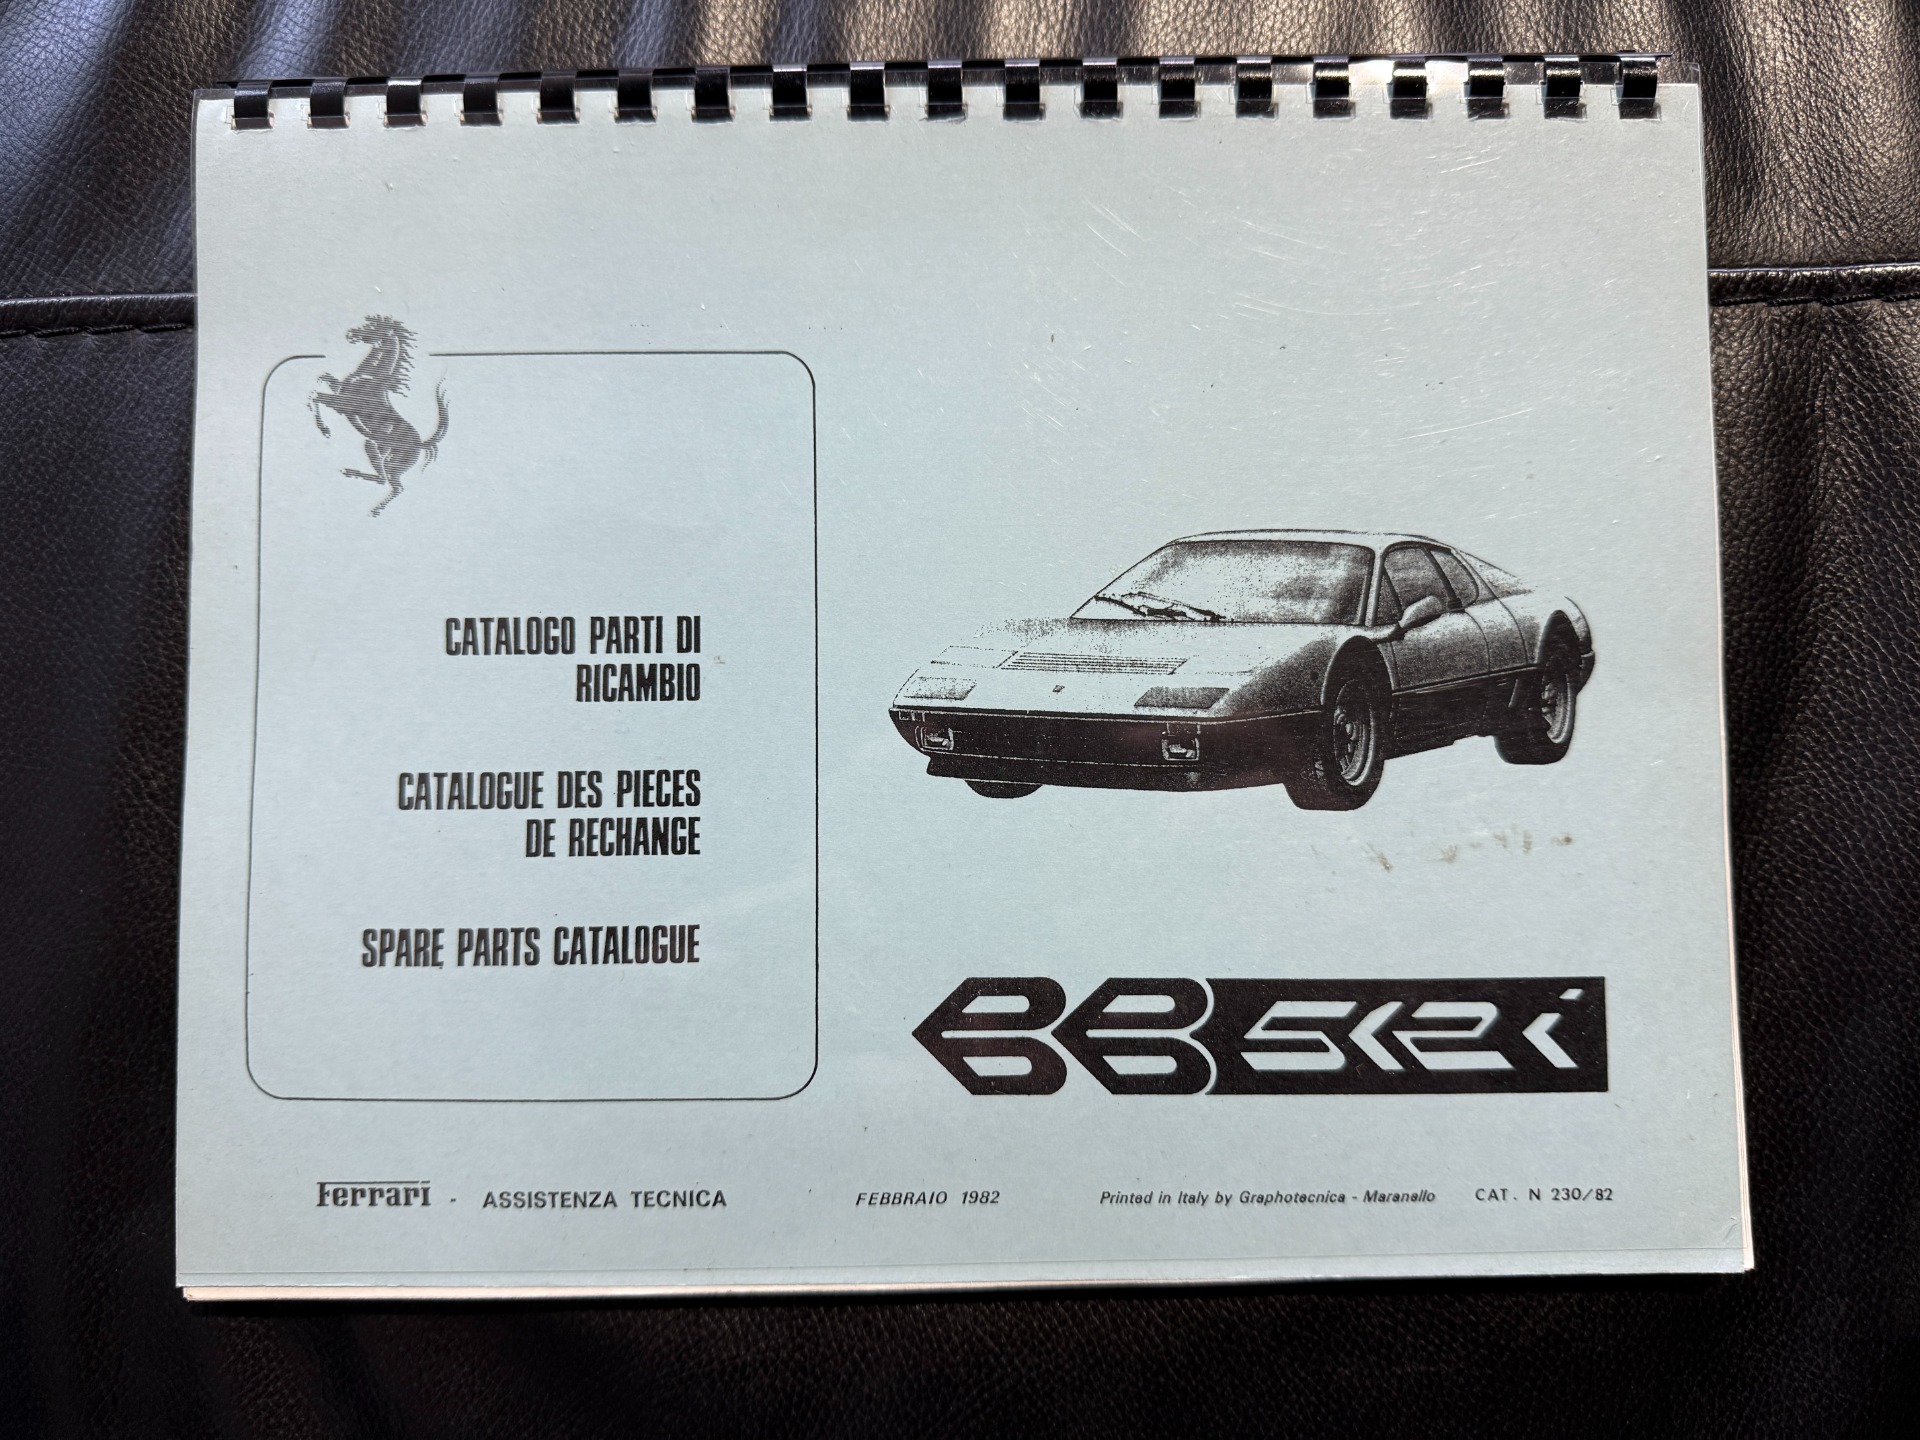 CATALOGO PARTI DI
RICAMBIO
CATALOGUE DES PIECES
DE RECHANGE
SPARE PARTS CATALOGUE
BB 512i
Ferrari - ASSISTENZA TECNICA
FEBBRAIO 1982
Printed in Italy by Graphotecnica - Maranello
CAT. N 230/82